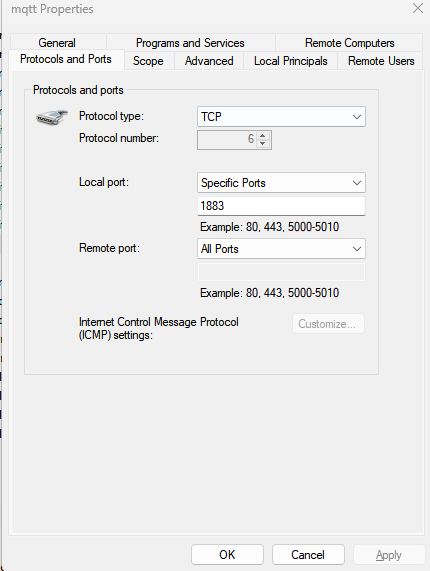 mqtt Properties
General Programs and Services Remote Computers
Protocols and Ports Scope Advanced Local Principals Remote Users
Protocols and ports
Protocol type: TCP
Protocol number: 6
Local port: Specific Ports
1883
Example: 80, 443, 5000-5010
Remote port: All Ports
Example: 80, 443, 5000-5010
Internet Control Message Protocol Customize...
(ICMP) settings:
OK Cancel Apply